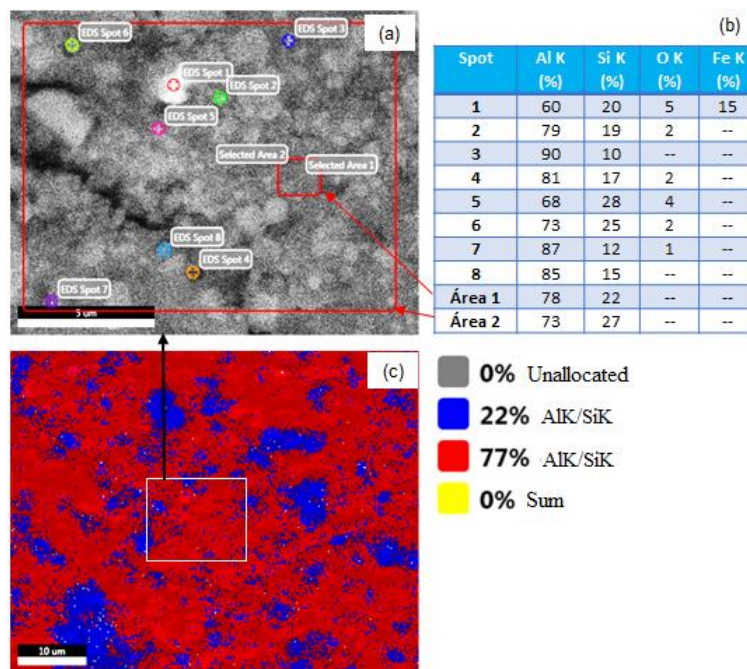 (a)
EDS Spot 6
EDS Spot 3
EDS Spot 1
EDS Spot 2
EDS Spot 5
Selected Area 2
Selected Area 1
EDS Spot 8
EDS Spot 4
EDS Spot 7
5 um
(b)
Spot Al K (%) Si K (%) O K (%) Fe K (%)
1 60 20 5 15
2 79 19 2 --
3 90 10 -- --
4 81 17 2 --
5 68 28 4 --
6 73 25 2 --
7 87 12 1 --
8 85 15 -- --
Área 1 78 22 -- --
Área 2 73 27 -- --
(c)
10 um
0% Unallocated
22% AlK/SiK
77% AlK/SiK
0% Sum